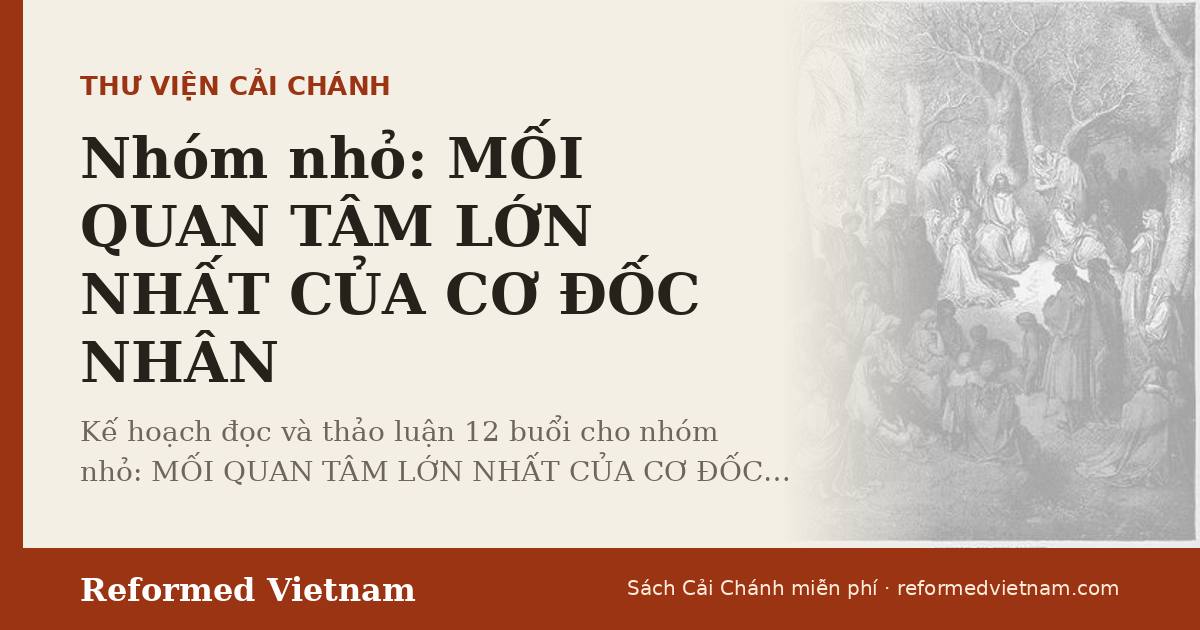 THƯ VIỆN CẢI CHÁNH
Nhóm nhỏ: MỐI
QUAN TÂM LỚN
NHẤT CỦA CƠ ĐỐC
NHÂN
Kế hoạch đọc và thảo luận 12 buổi cho nhóm
nhỏ: MỐI QUAN TÂM LỚN NHẤT CỦA CƠ ĐỐC...
Reformed Vietnam
Sách Cải Chánh miễn phí · reformedvietnam.com